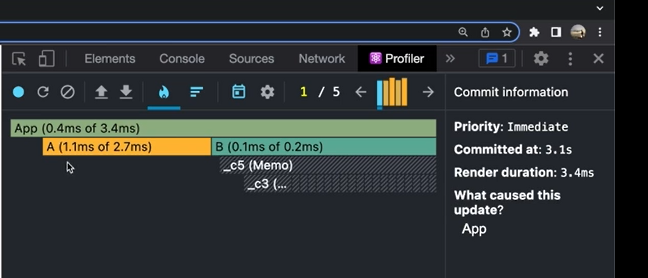 Elements Console Sources Network Profiler » 1
1 / 5 Commit information
App (0.4ms of 3.4ms)
A (1.1ms of 2.7ms) B (0.1ms of 0.2ms)
_c5 (Memo)
_c3 (...
Priority: Immediate
Committed at: 3.1s
Render duration: 3.4ms
What caused this
update?
App